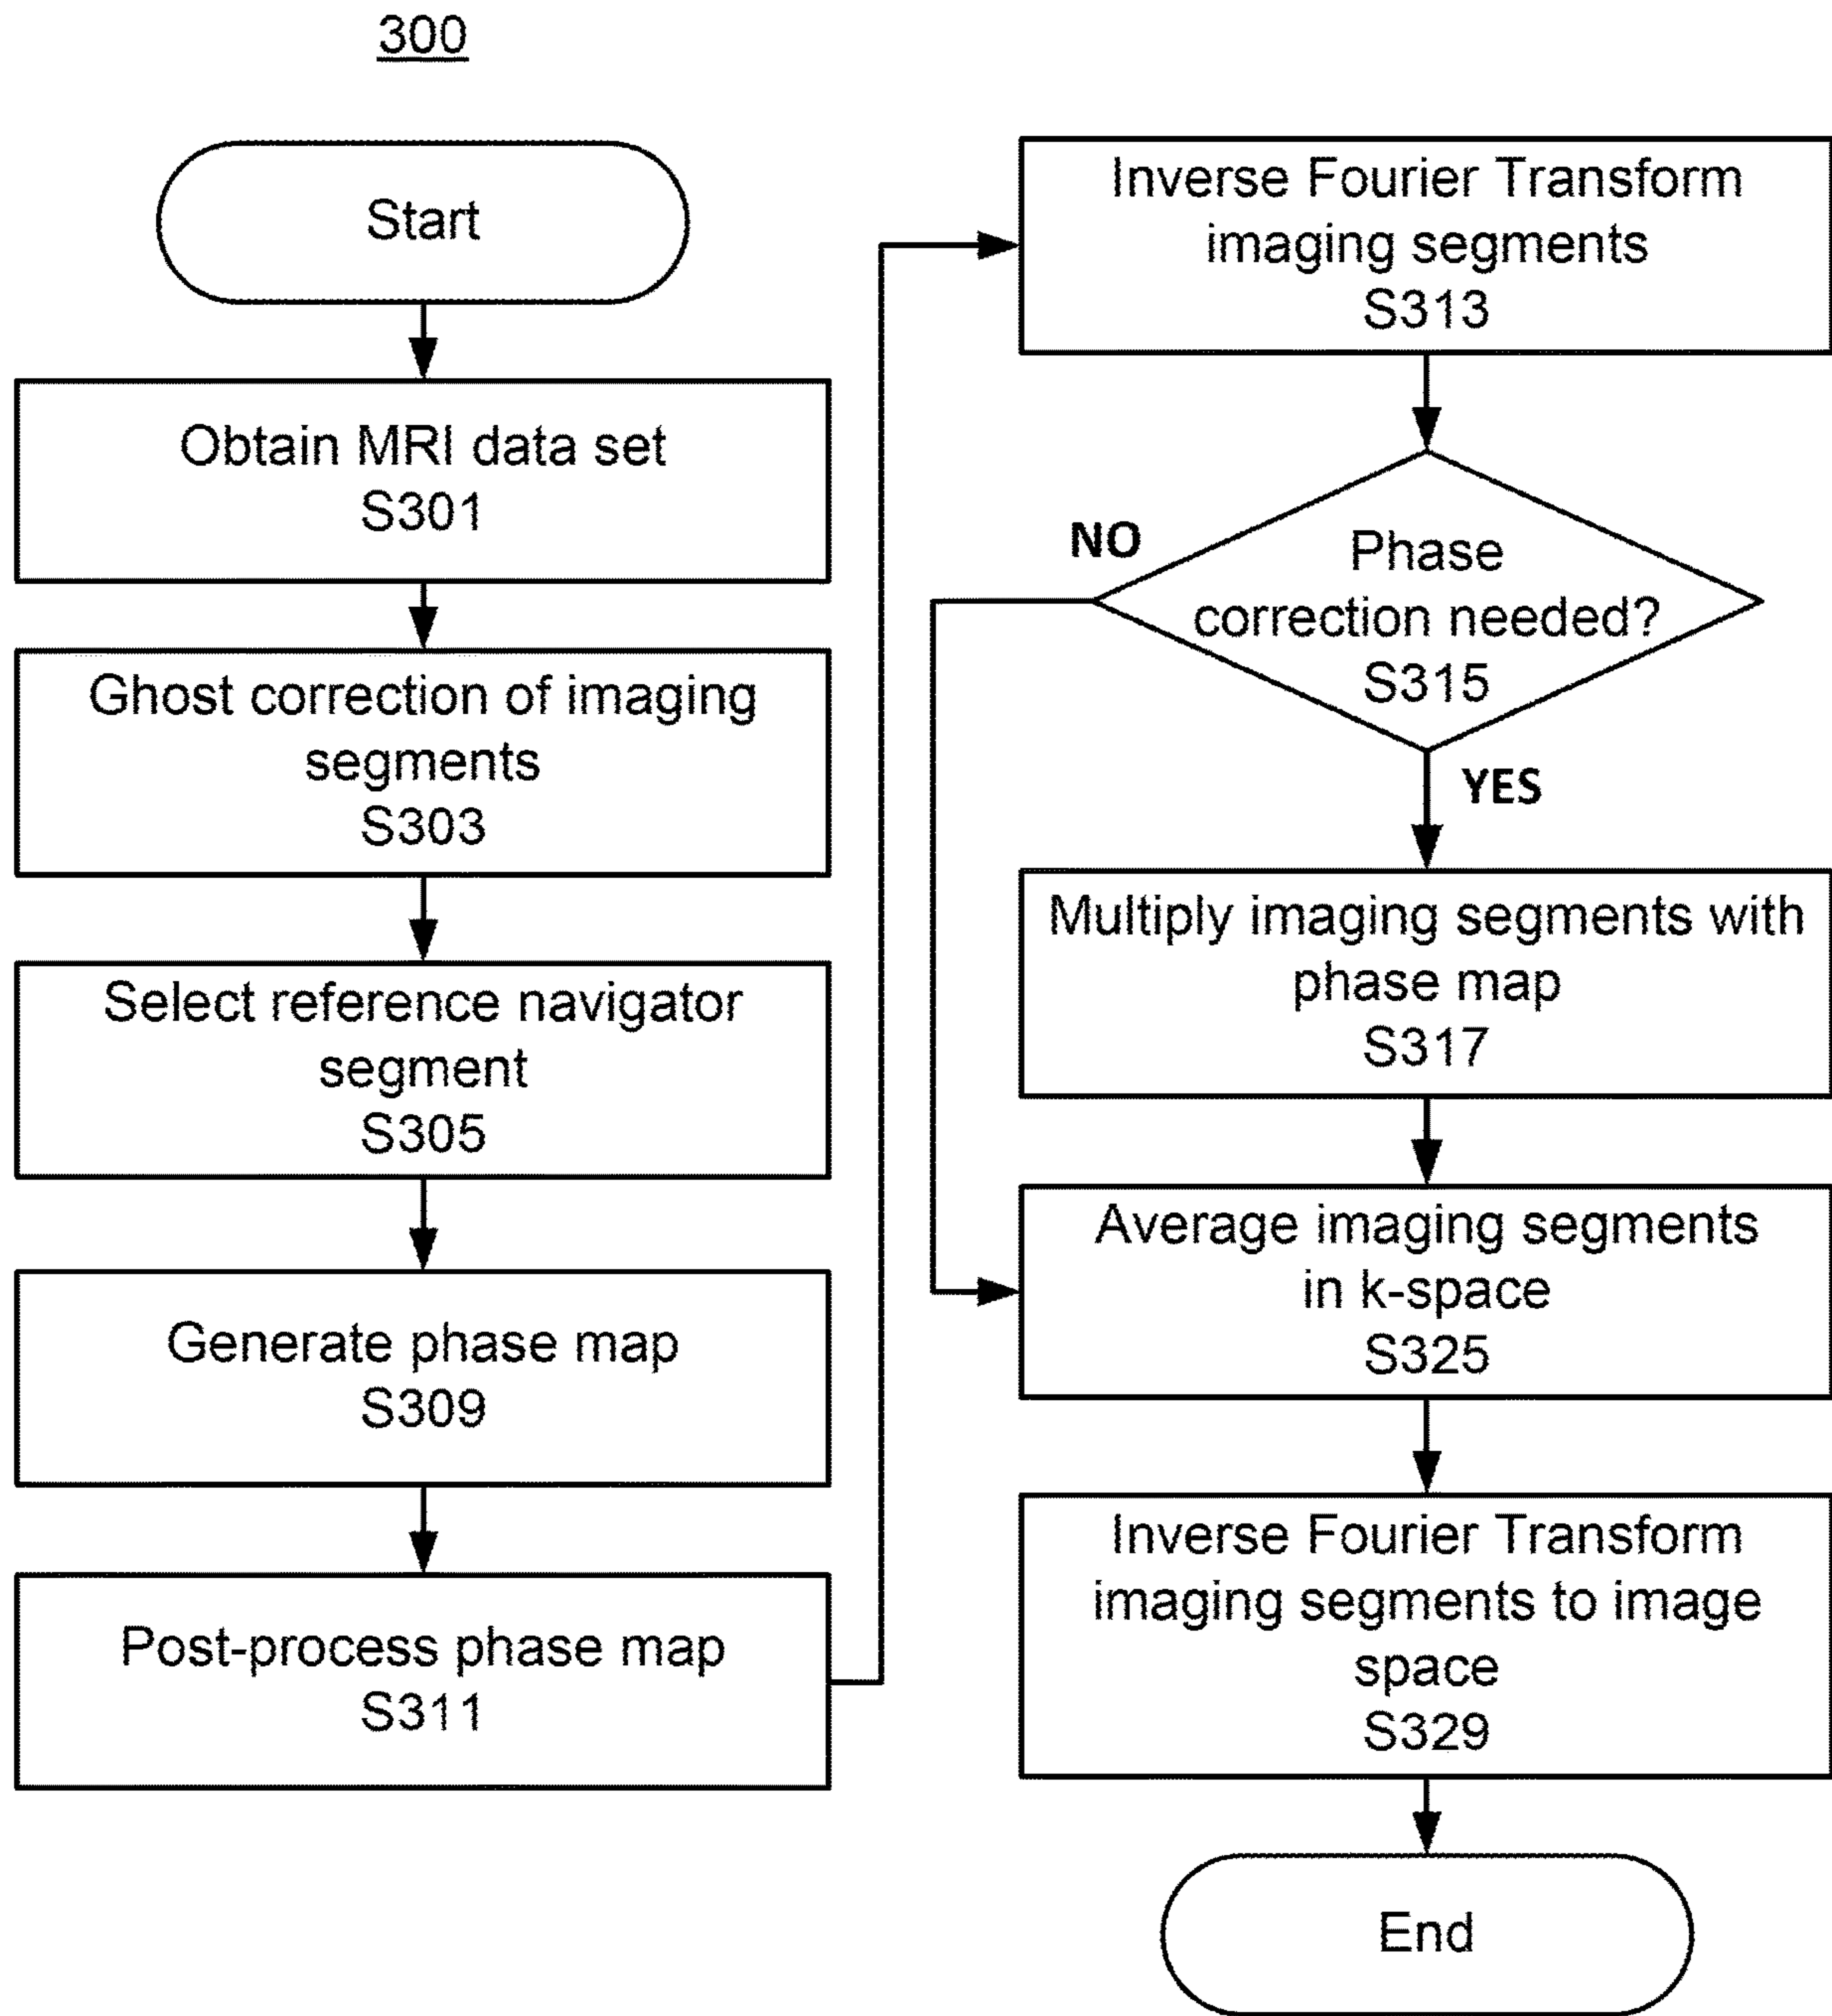 300
Start
Obtain MRI data set
S301
Ghost correction of imaging
segments
S303
Select reference navigator
segment
S305
Generate phase map
S309
Post-process phase map
S311
Inverse Fourier Transform
imaging segments
S313
NO
Phase
correction needed?
S315
YES
Multiply imaging segments with
phase map
S317
Average imaging segments
in k-space
S325
Inverse Fourier Transform
imaging segments to image
space
S329
End